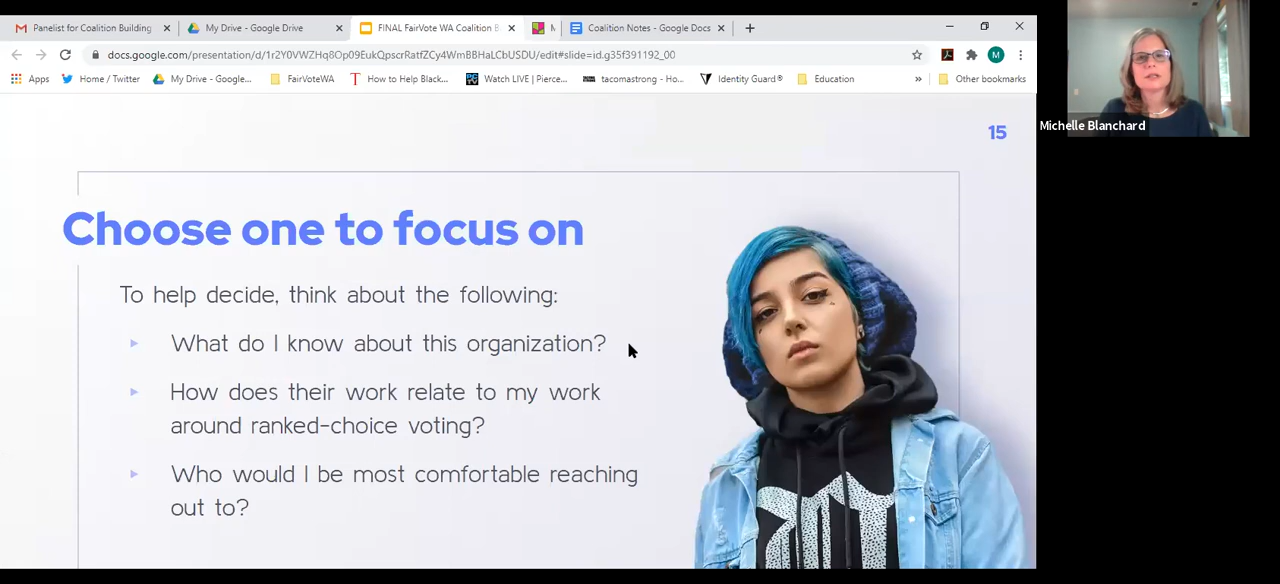 Panelist for Coalition Building
My Drive - Google Drive
FINAL FairVote WA Coalition B
Coalition Notes - Google Docs
docs.google.com/presentation/d/1r2Y0VWZHq8Op09EukQpscrRatfZCy4WmBBHaLCbUSDU/edit#slide=id.g35f391192_00
M
Apps
Home / Twitter
My Drive - Google...
FairVoteWA
How to Help Black...
Watch LIVE | Pierce...
tacomastrong - Ho...
Identity Guard®
Education
»
Other bookmarks
Michelle Blanchard
15
Choose one to focus on
To help decide, think about the following:
What do I know about this organization?
How does their work relate to my work
around ranked-choice voting?
Who would I be most comfortable reaching
out to?